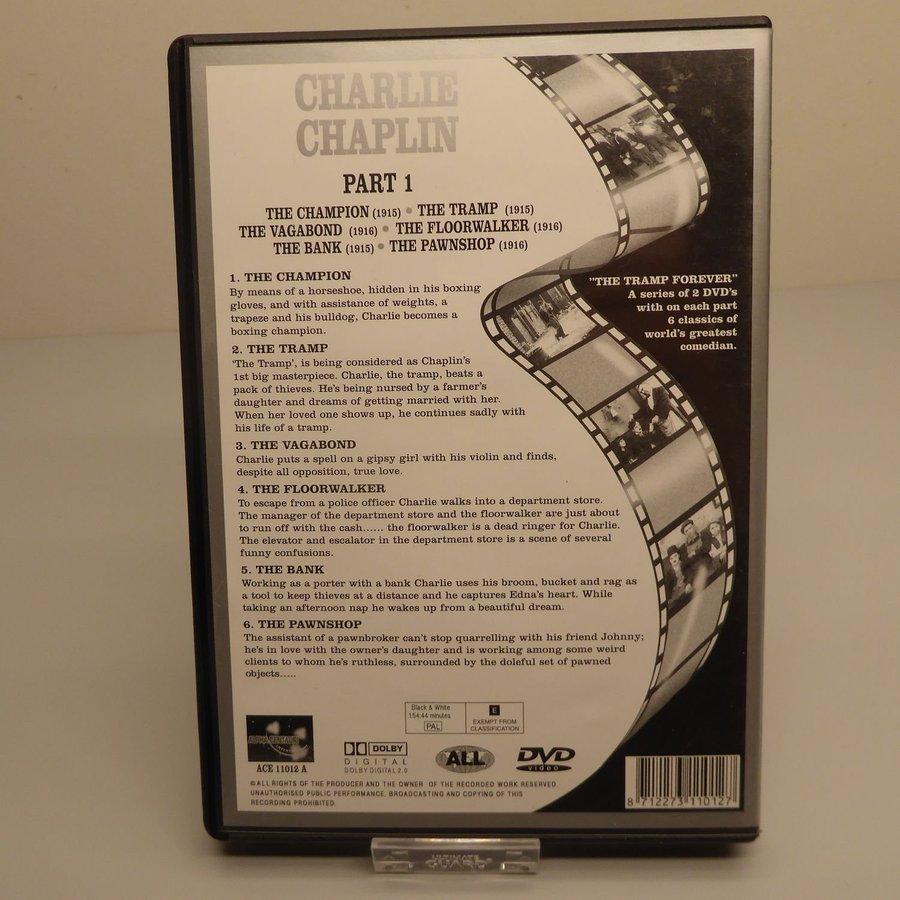 CHARLIE
CHAPLIN
PART 1
THE CHAMPION (1915) • THE TRAMP (1915)
THE VAGABOND (1916) • THE FLOORWALKER (1916)
THE BANK (1915) • THE PAWNSHOP (1916)
1. THE CHAMPION
By means of a horseshoe, hidden in his boxing
gloves, and with assistance of weights, a
trapeze and his bulldog, Charlie becomes a
boxing champion.
2. THE TRAMP
'The Tramp', is being considered as Chaplin's
1st big masterpiece. Charlie, the tramp, beats a
pack of thieves. He's being nursed by a farmer's
daughter and dreams of getting married with her.
When her loved one shows up, he continues sadly with
his life of a tramp.
3. THE VAGABOND
Charlie puts a spell on a gipsy girl with his violin and finds,
despite all opposition, true love.
4. THE FLOORWALKER
To escape from a police officer Charlie walks into a department store.
The manager of the department store and the floorwalker are just about
to run off with the cash...... the floorwalker is a dead ringer for Charlie.
The elevator and escalator in the department store is a scene of several
funny confusions.
5. THE BANK
Working as a porter with a bank Charlie uses his broom, bucket and rag as
a tool to keep thieves at a distance and he captures Edna's heart. While
taking an afternoon nap he wakes up from a beautiful dream.
6. THE PAWNSHOP
The assistant of a pawnbroker can't stop quarrelling with his friend Johnny;
he's in love with the owner's daughter and is working among some weird
clients to whom he's ruthless, surrounded by the doleful set of pawned
objects.....
"THE TRAMP FOREVER"
A series of 2 DVD's
with on each part
6 classics of
world's greatest
comedian.
Black & White
1:54:44 minutes
PAL
E
EXEMPT FROM
CLASSIFICATION
ALPHA CENTAURI
ACE 11012 A
DOLBY
DIGITAL
DOLBY DIGITAL 2.0
ALL
DVD
VIDEO
© ALL RIGHTS OF THE PRODUCER AND THE OWNER OF THE RECORDED WORK RESERVED.
UNAUTHORISED PUBLIC PERFORMANCE, BROADCASTING AND COPYING OF THIS
RECORDING PROHIBITED.
8 712273 110127
ULTIMATE
GUARD